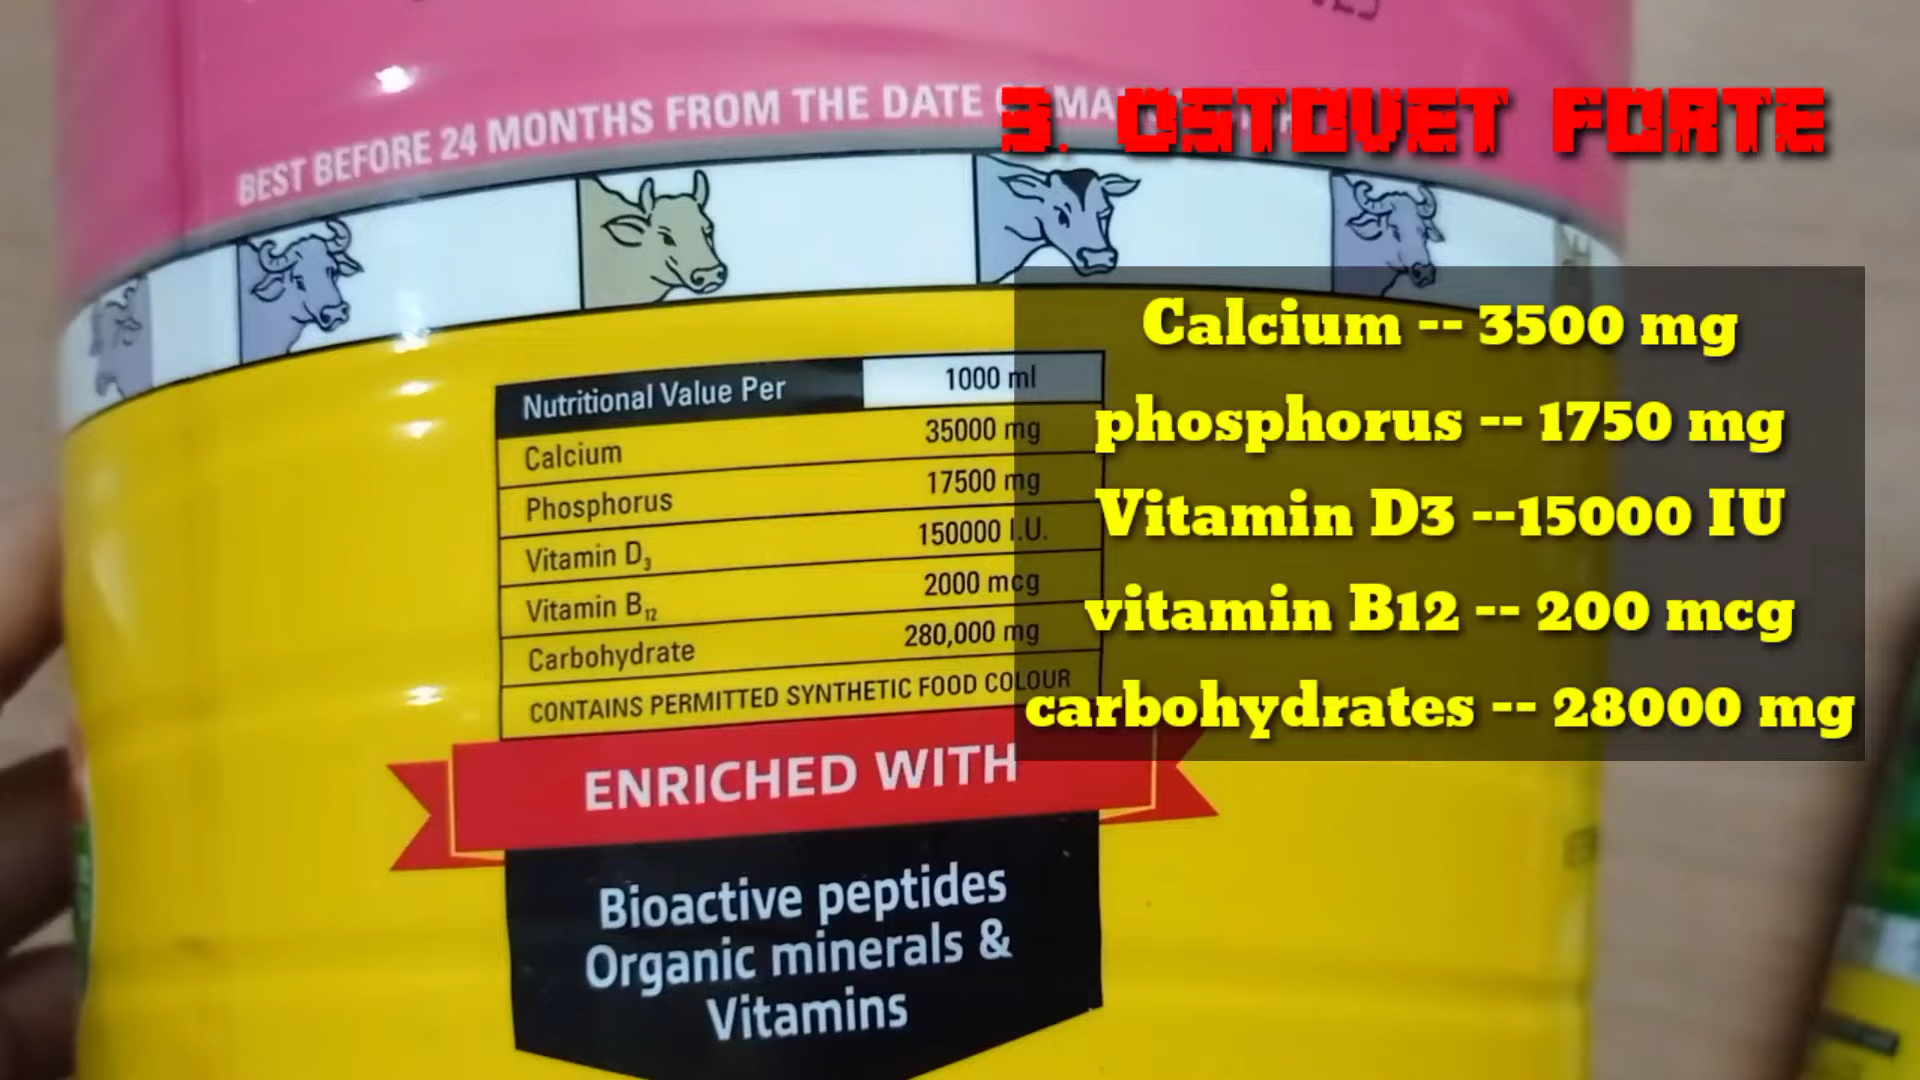 BEST BEFORE 24 MONTHS FROM THE DATE
3. OSTOVET FORTE
Nutritional Value Per 1000 ml
Calcium 35000 mg
Phosphorus 17500 mg
Vitamin D3 150000 I.U.
Vitamin B12 2000 mcg
Carbohydrate 280,000 mg
CONTAINS PERMITTED SYNTHETIC FOOD COLOUR
ENRICHED WITH
Bioactive peptides
Organic minerals &
Vitamins
Calcium -- 3500 mg
phosphorus -- 1750 mg
Vitamin D3 --15000 IU
vitamin B12 -- 200 mcg
carbohydrates -- 28000 mg